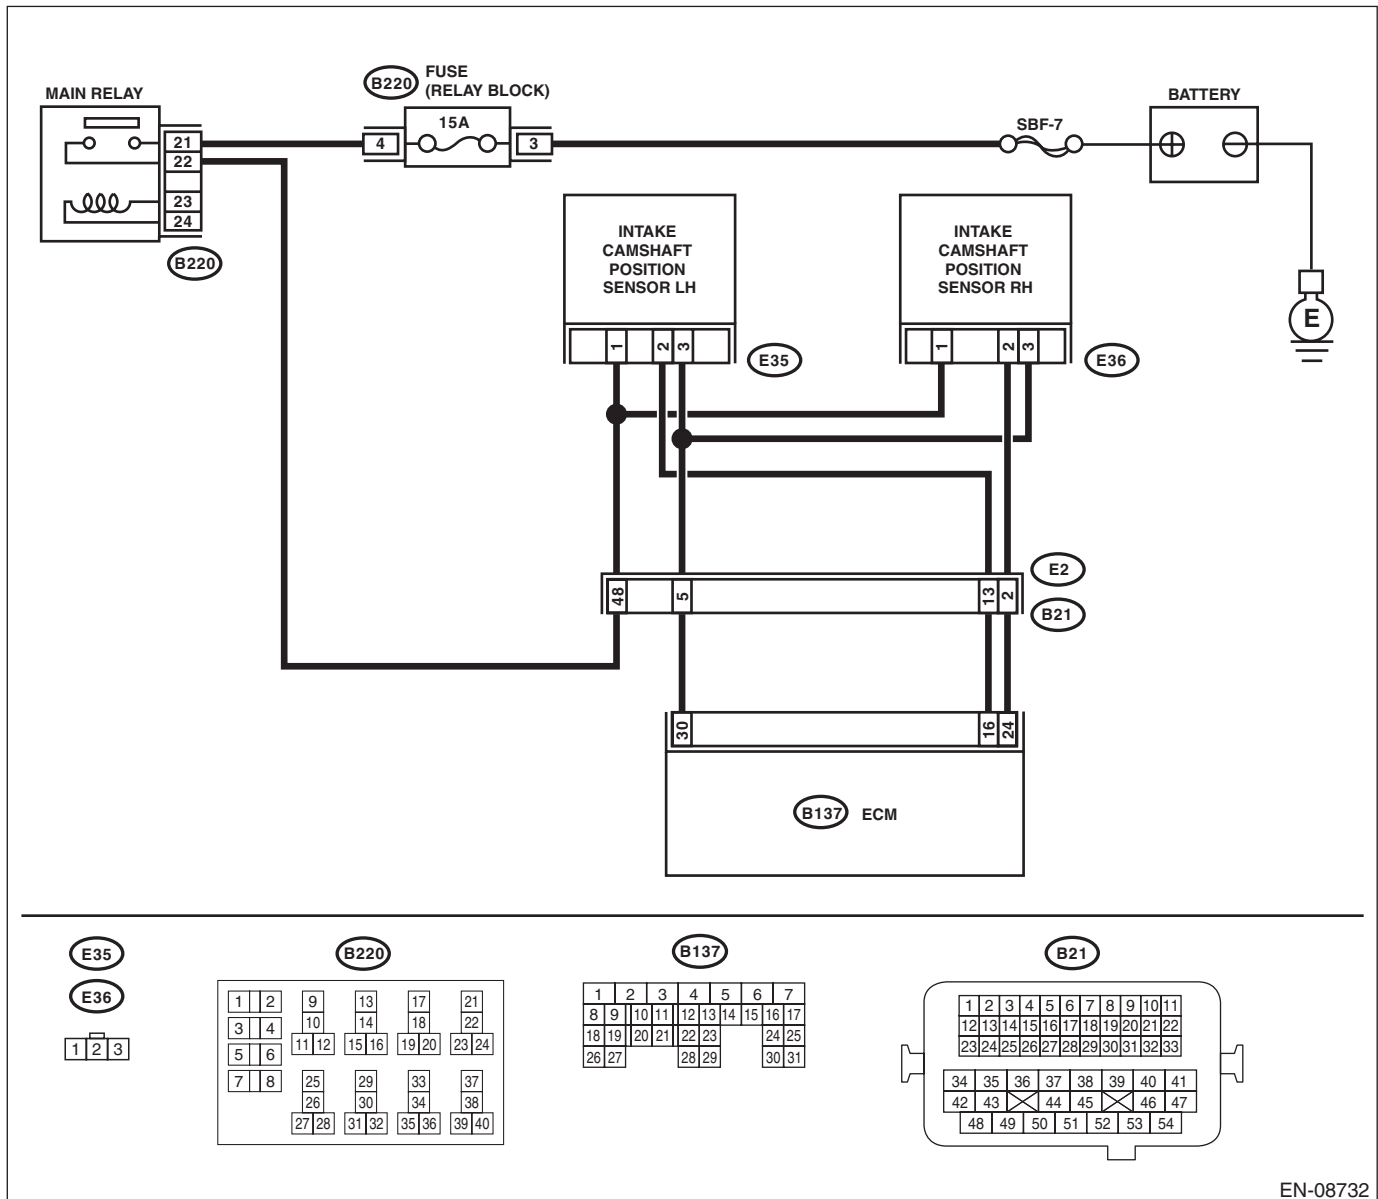 MAIN RELAY
B220
FUSE
(RELAY BLOCK)
15A
4
3
SBF-7
BATTERY
21
22
23
24
B220
INTAKE
CAMSHAFT
POSITION
SENSOR LH
INTAKE
CAMSHAFT
POSITION
SENSOR RH
E
1 2 3
E35
1 2 3
E36
E2
48 5 13 2
B21
30 16 24
B137 ECM
E35
E36
1 2 3
B220
1 2 9 13 17 21
3 4 10 14 18 22
5 6 11 12 15 16 19 20 23 24
7 8 25 29 33 37
26 30 34 38
27 28 31 32 35 36 39 40
B137
1 2 3 4 5 6 7
8 9 10 11 12 13 14 15 16 17
18 19 20 21 22 23 24 25
26 27 28 29 30 31
B21
1 2 3 4 5 6 7 8 9 10 11
12 13 14 15 16 17 18 19 20 21 22
23 24 25 26 27 28 29 30 31 32 33
34 35 36 37 38 39 40 41
42 43 44 45 46 47
48 49 50 51 52 53 54
EN-08732